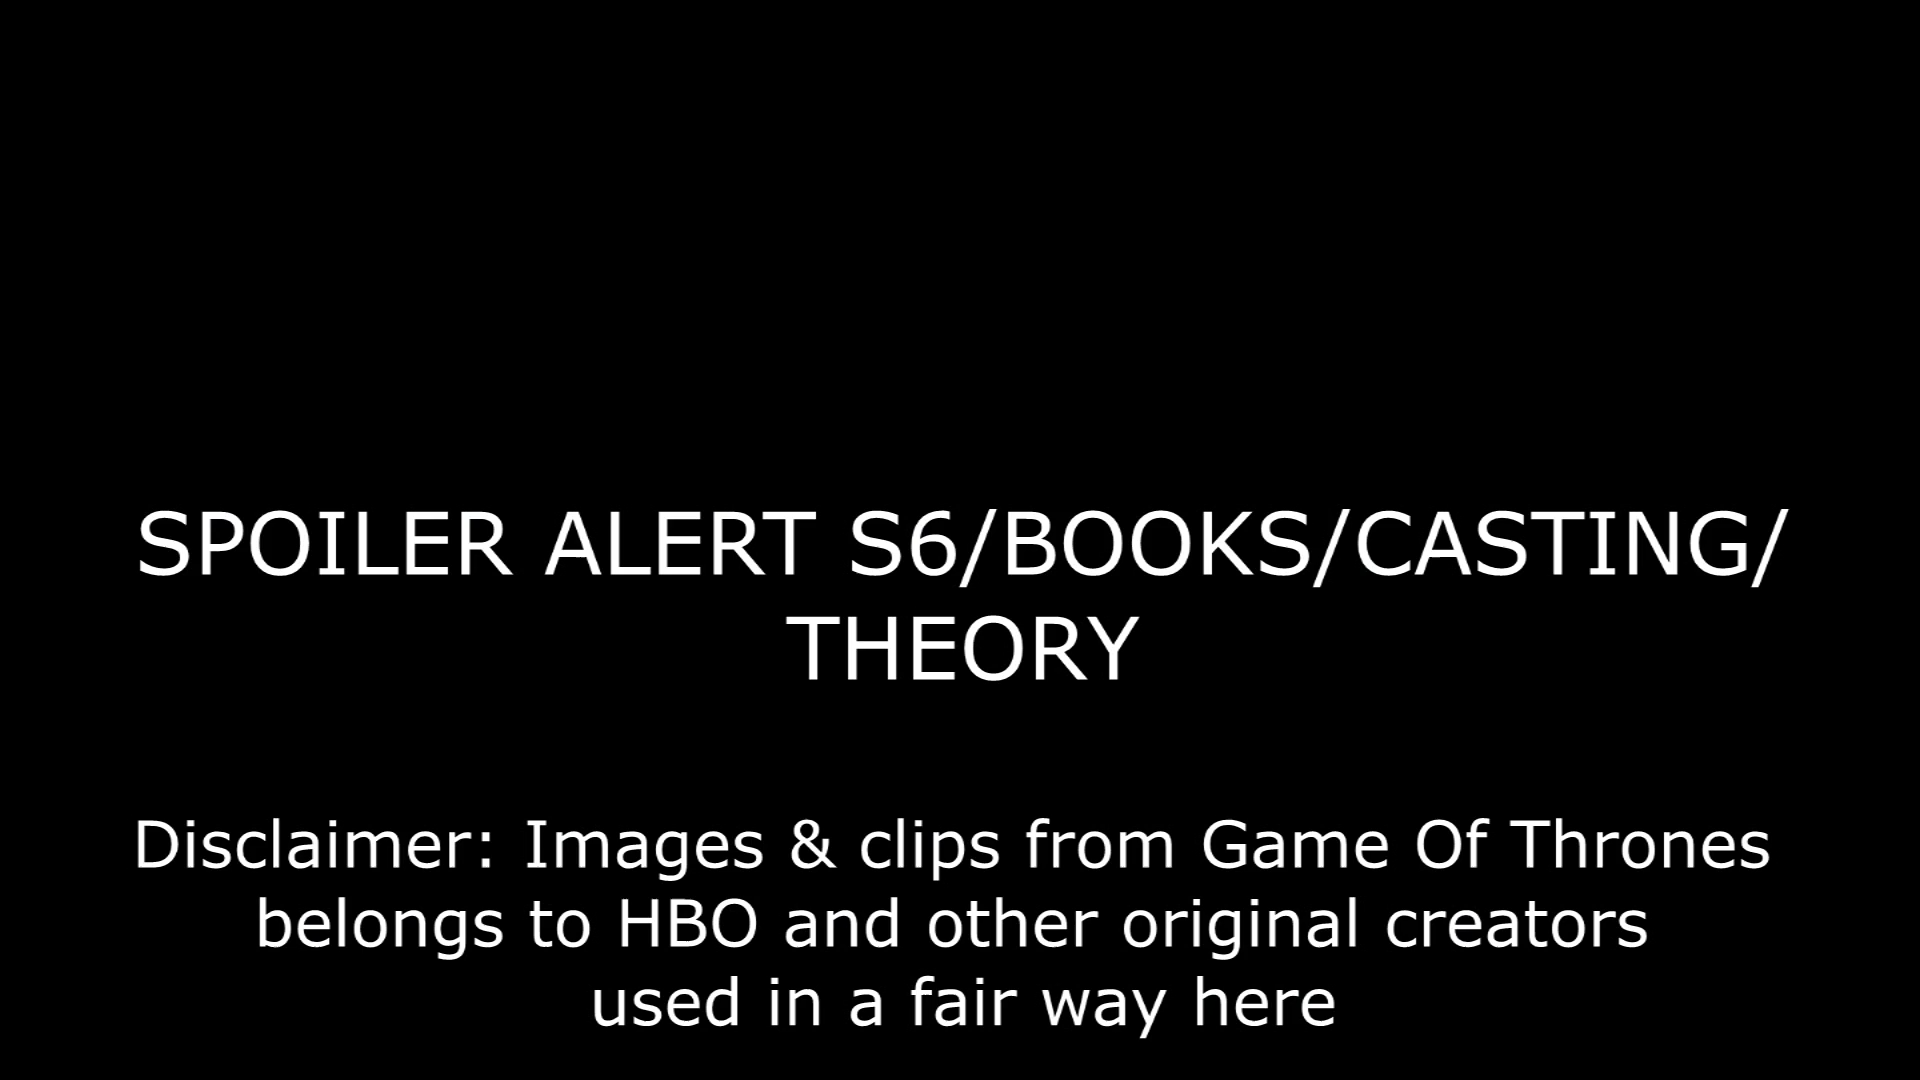 SPOILER ALERT S6/BOOKS/CASTING/
THEORY
Disclaimer: Images & clips from Game Of Thrones
belongs to HBO and other original creators
used in a fair way here